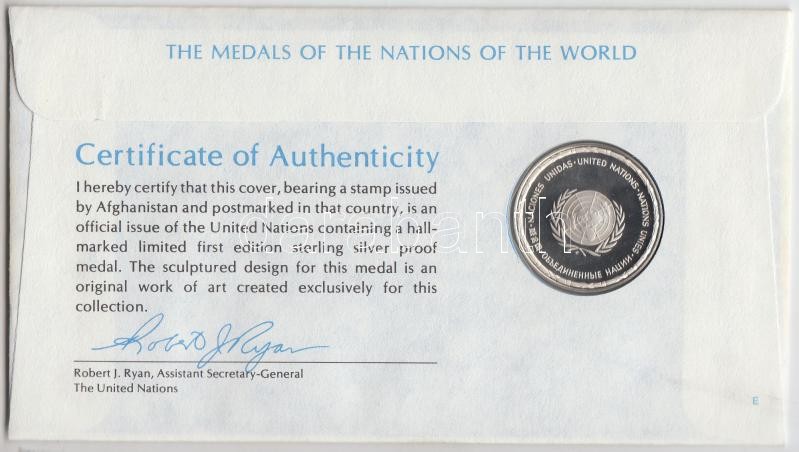 THE MEDALS OF THE NATIONS OF THE WORLD
Certificate of Authenticity
I hereby certify that this cover, bearing a stamp issued
by Afghanistan and postmarked in that country, is an
official issue of the United Nations containing a hall-
marked limited first edition sterling silver proof
medal. The sculptured design for this medal is an
original work of art created exclusively for this
collection.
Robert J. Ryan
Robert J. Ryan, Assistant Secretary-General
The United Nations
NACIONES UNIDAS · UNITED NATIONS · NATIONS UNIES · ОБЪЕДИНЕННЫЕ НАЦИИ ·
darabanth
E